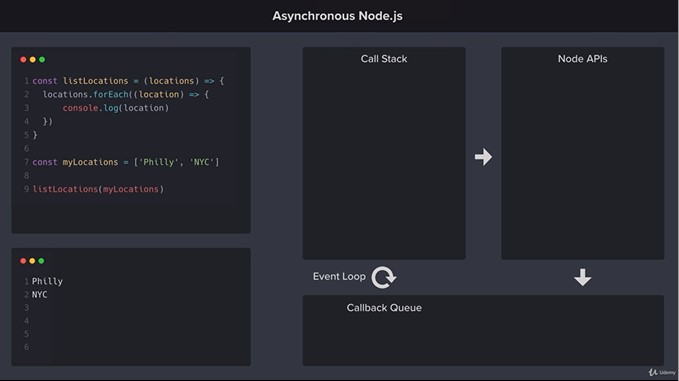 Asynchronous Node.js
1 const listLocations = (locations) => {
2 locations.forEach((location) => {
3 console.log(location)
4 })
5 }
6
7 const myLocations = ['Philly', 'NYC']
8
9 listLocations(myLocations)
1 Philly
2 NYC
3
4
5
6
Call Stack
Node APIs
Event Loop
Callback Queue
Udemy